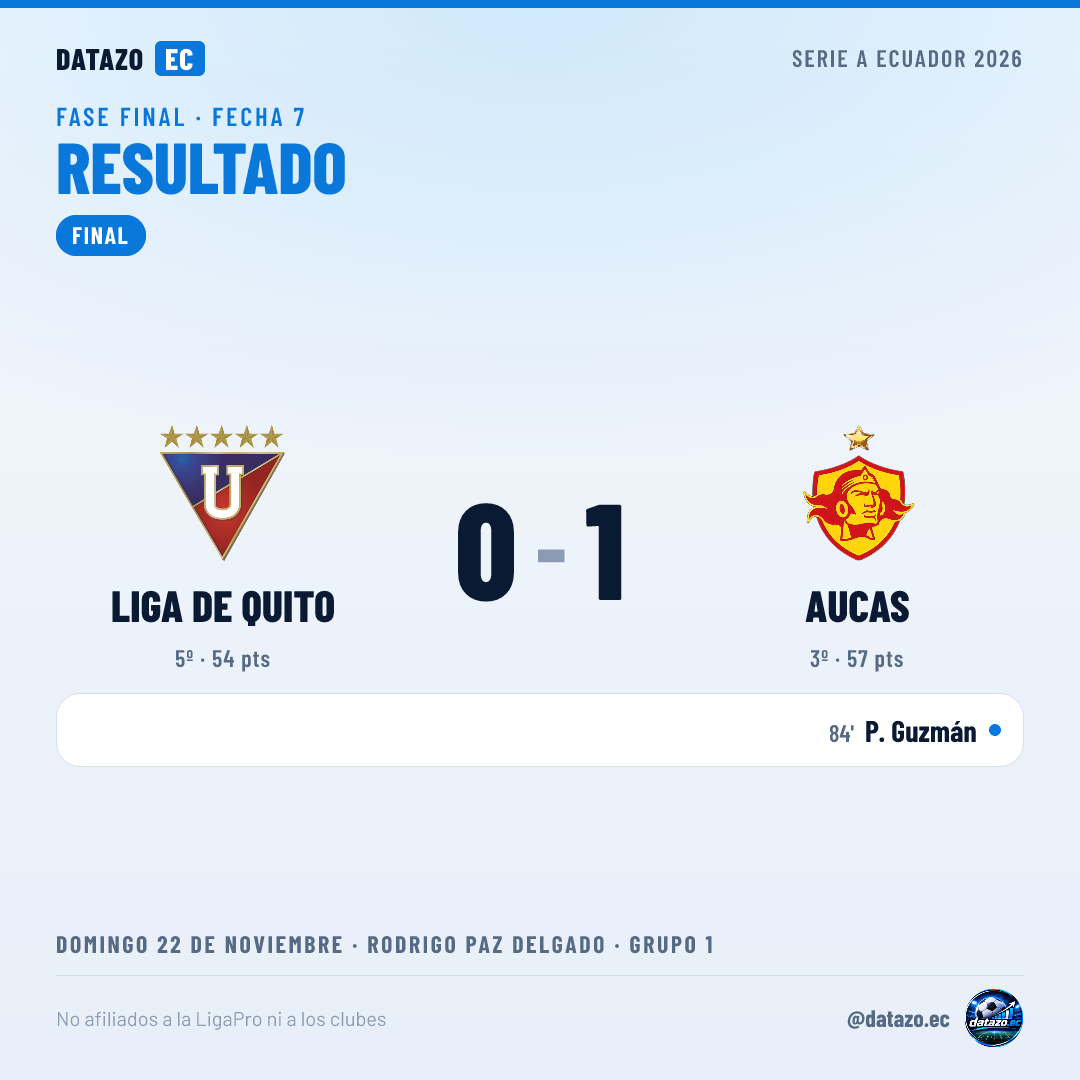 DATAZO EC
SERIE A ECUADOR 2026
FASE FINAL · FECHA 7
RESULTADO
FINAL
U
0 - 1
LIGA DE QUITO
AUCAS
5º · 54 pts
3º · 57 pts
84' P. Guzmán
DOMINGO 22 DE NOVIEMBRE · RODRIGO PAZ DELGADO · GRUPO 1
No afiliados a la LigaPro ni a los clubes
@datazo.ec
datazo.ec